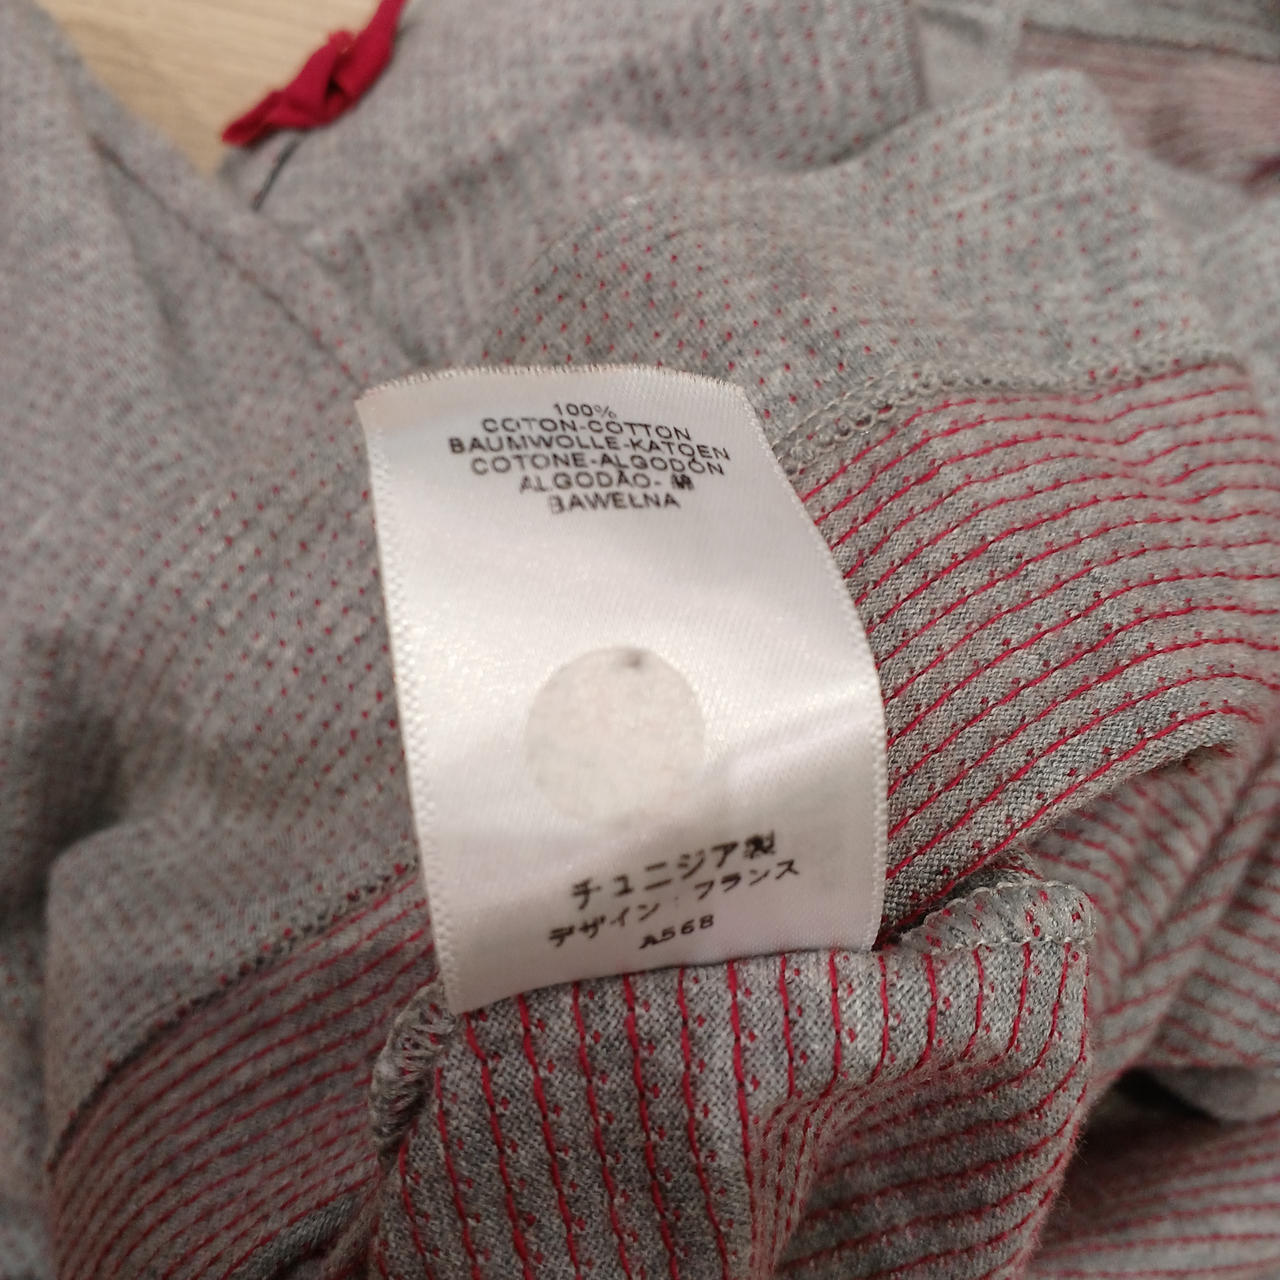 100%
COTON-COTTON
BAUMWOLLE-KATOEN
COTONE-ALGODÓN
ALGODÃO- 綿
BAWEŁNA
チュニジア製
デザイン：フランス
A568